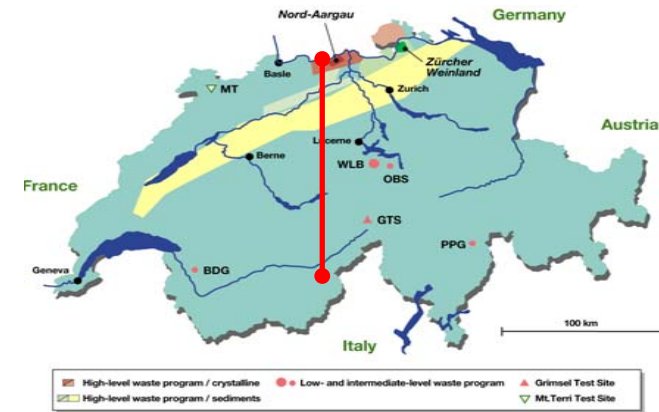 Nord-Aargau
Germany
Basle
Zürcher
Weinland
MT
Zurich
Austria
Lucerne
Berne
WLB
OBS
France
GTS
PPG
Geneva
BDG
100 km
Italy
High-level waste program / crystalline
Low- and intermediate-level waste program
Grimsel Test Site
High-level waste program / sediments
Mt.Terri Test Site